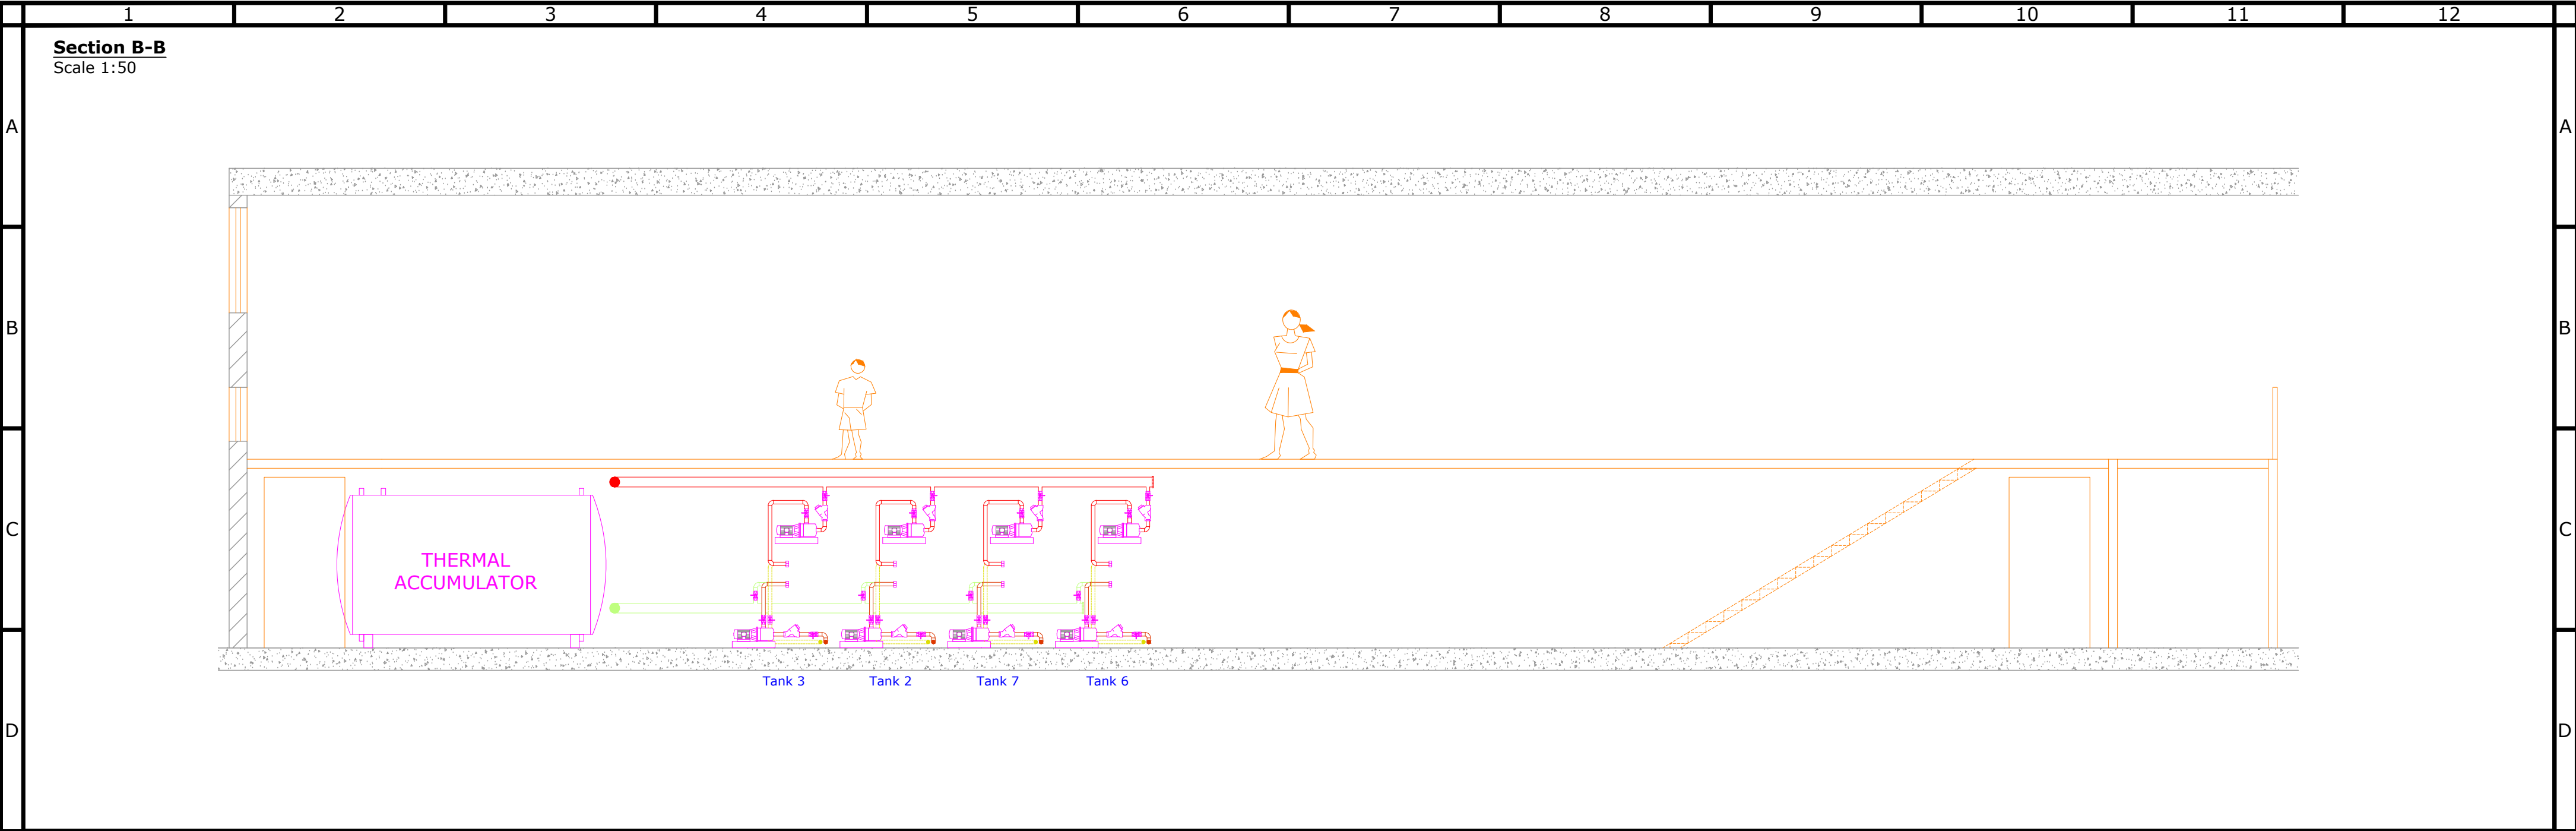 1 2 3 4 5 6 7 8 9 10 11 12
Section B-B
Scale 1:50
A A
B B
C C
THERMAL
ACCUMULATOR
Tank 3 Tank 2 Tank 7 Tank 6
D D